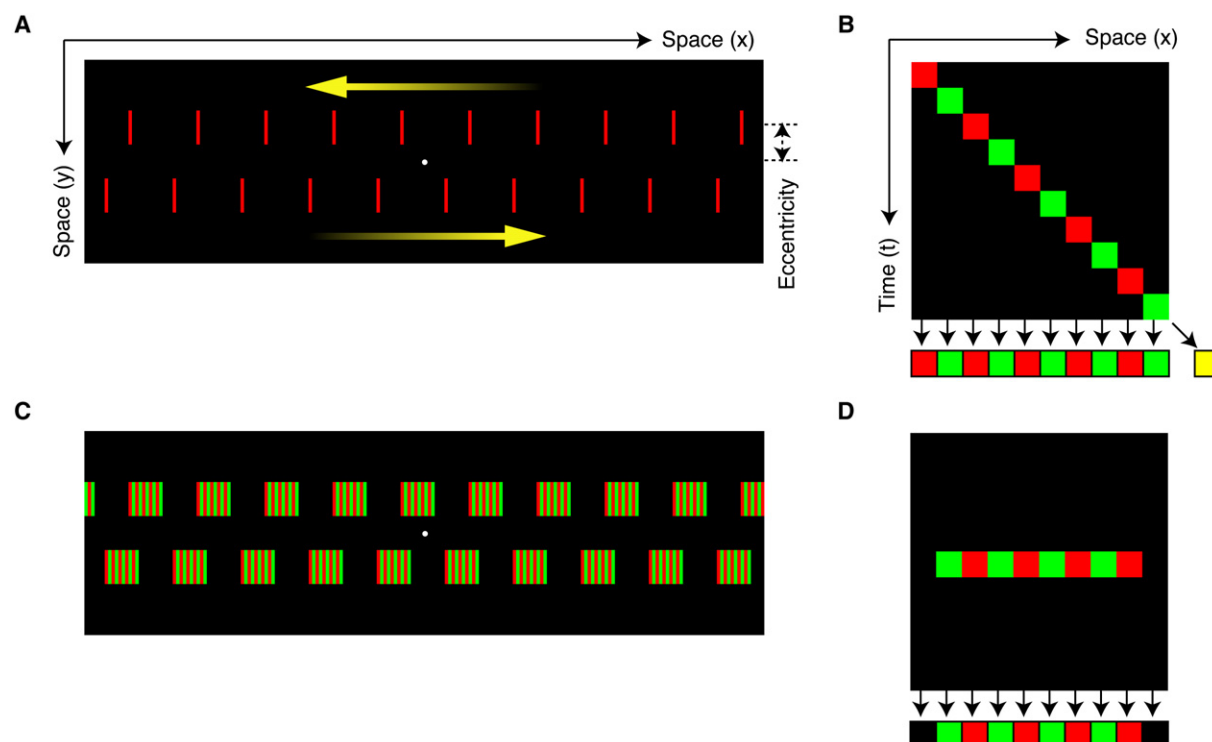 A
Space (x)
Space (y)
Eccentricity
B
Space (x)
Time (t)
C
D